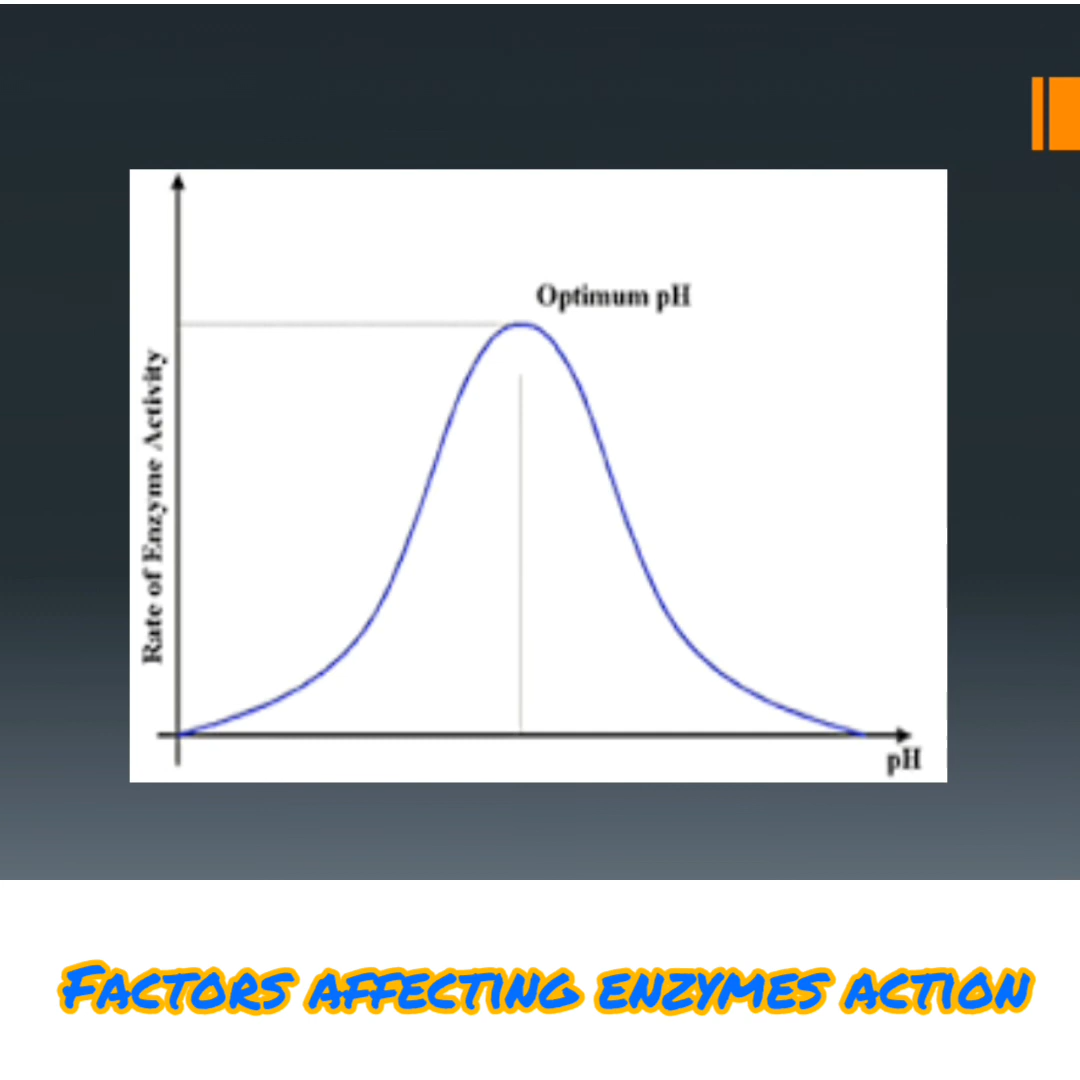 Optimum pH
Rate of Enzyme Activity
pH
FACTORS AFFECTING ENZYMES ACTION